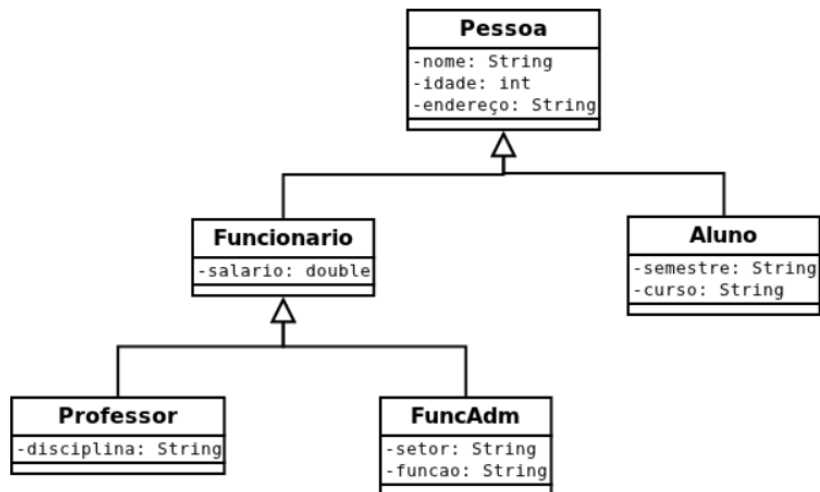 Pessoa
-nome: String
-idade: int
-endereço: String
Funcionario
-salario: double
Aluno
-semestre: String
-curso: String
Professor
-disciplina: String
FuncAdm
-setor: String
-funcao: String